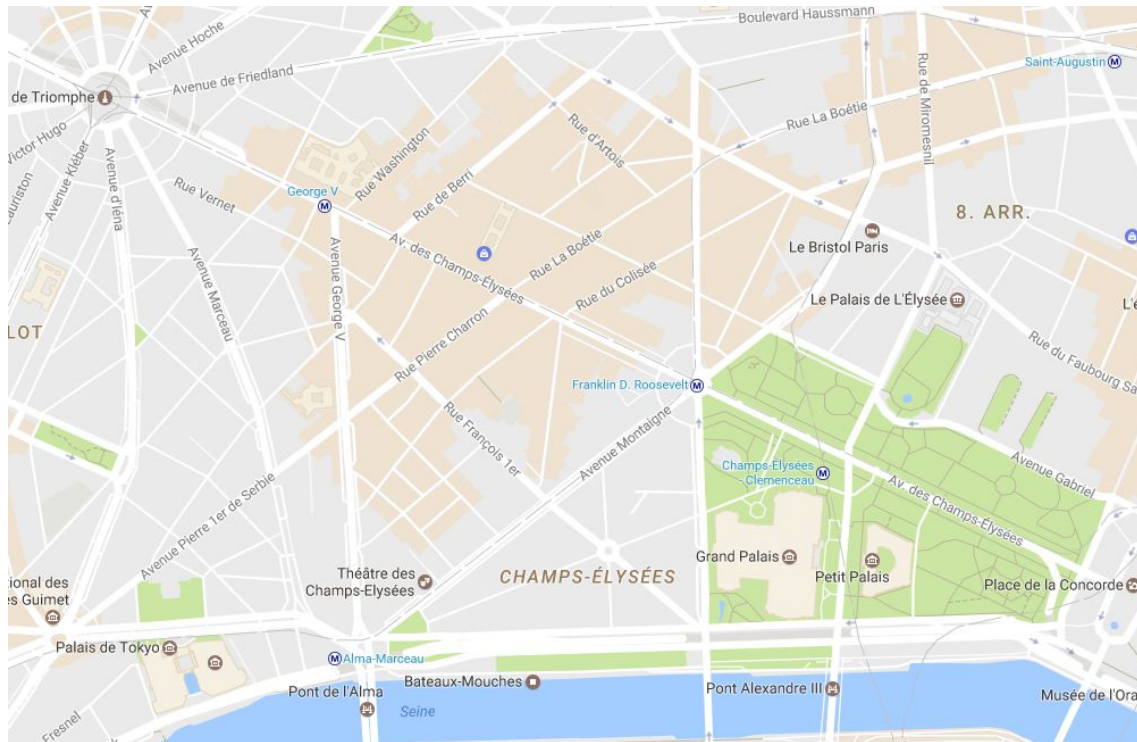 Boulevard Haussmann
Avenue Hoche
Avenue de Friedland
Saint-Augustin
de Triomphe
Rue de Miromesnil
Rue La Boétie
Rue d'Artois
Victor Hugo
Avenue Kléber
Avenue d'Iéna
Rue Washington
Lauriston
Rue Vernet
George V
Rue de Berri
8. ARR.
Le Bristol Paris
Av. des Champs-Élysées
Rue La Boétie
Avenue Marceau
Avenue George V
Rue du Colisée
Le Palais de L'Élysée
L'é
LOT
Rue Pierre Charron
Rue du Faubourg Sa
Franklin D. Roosevelt
Rue François 1er
Avenue Montaigne
Champs-Élysées
- Clemenceau
Avenue Gabriel
Av. des Champs-Élysées
Avenue Pierre 1er de Serbie
Grand Palais
Petit Palais
Théâtre des
Champs-Elysées
CHAMPS-ÉLYSÉES
Place de la Concorde
tional des
es Guimet
Palais de Tokyo
Alma-Marceau
Bateaux-Mouches
Pont de l'Alma
Pont Alexandre III
Musée de l'Ora
Seine
Fresnel